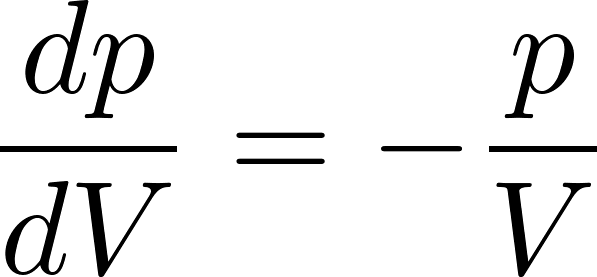 dp/dV = −p/V